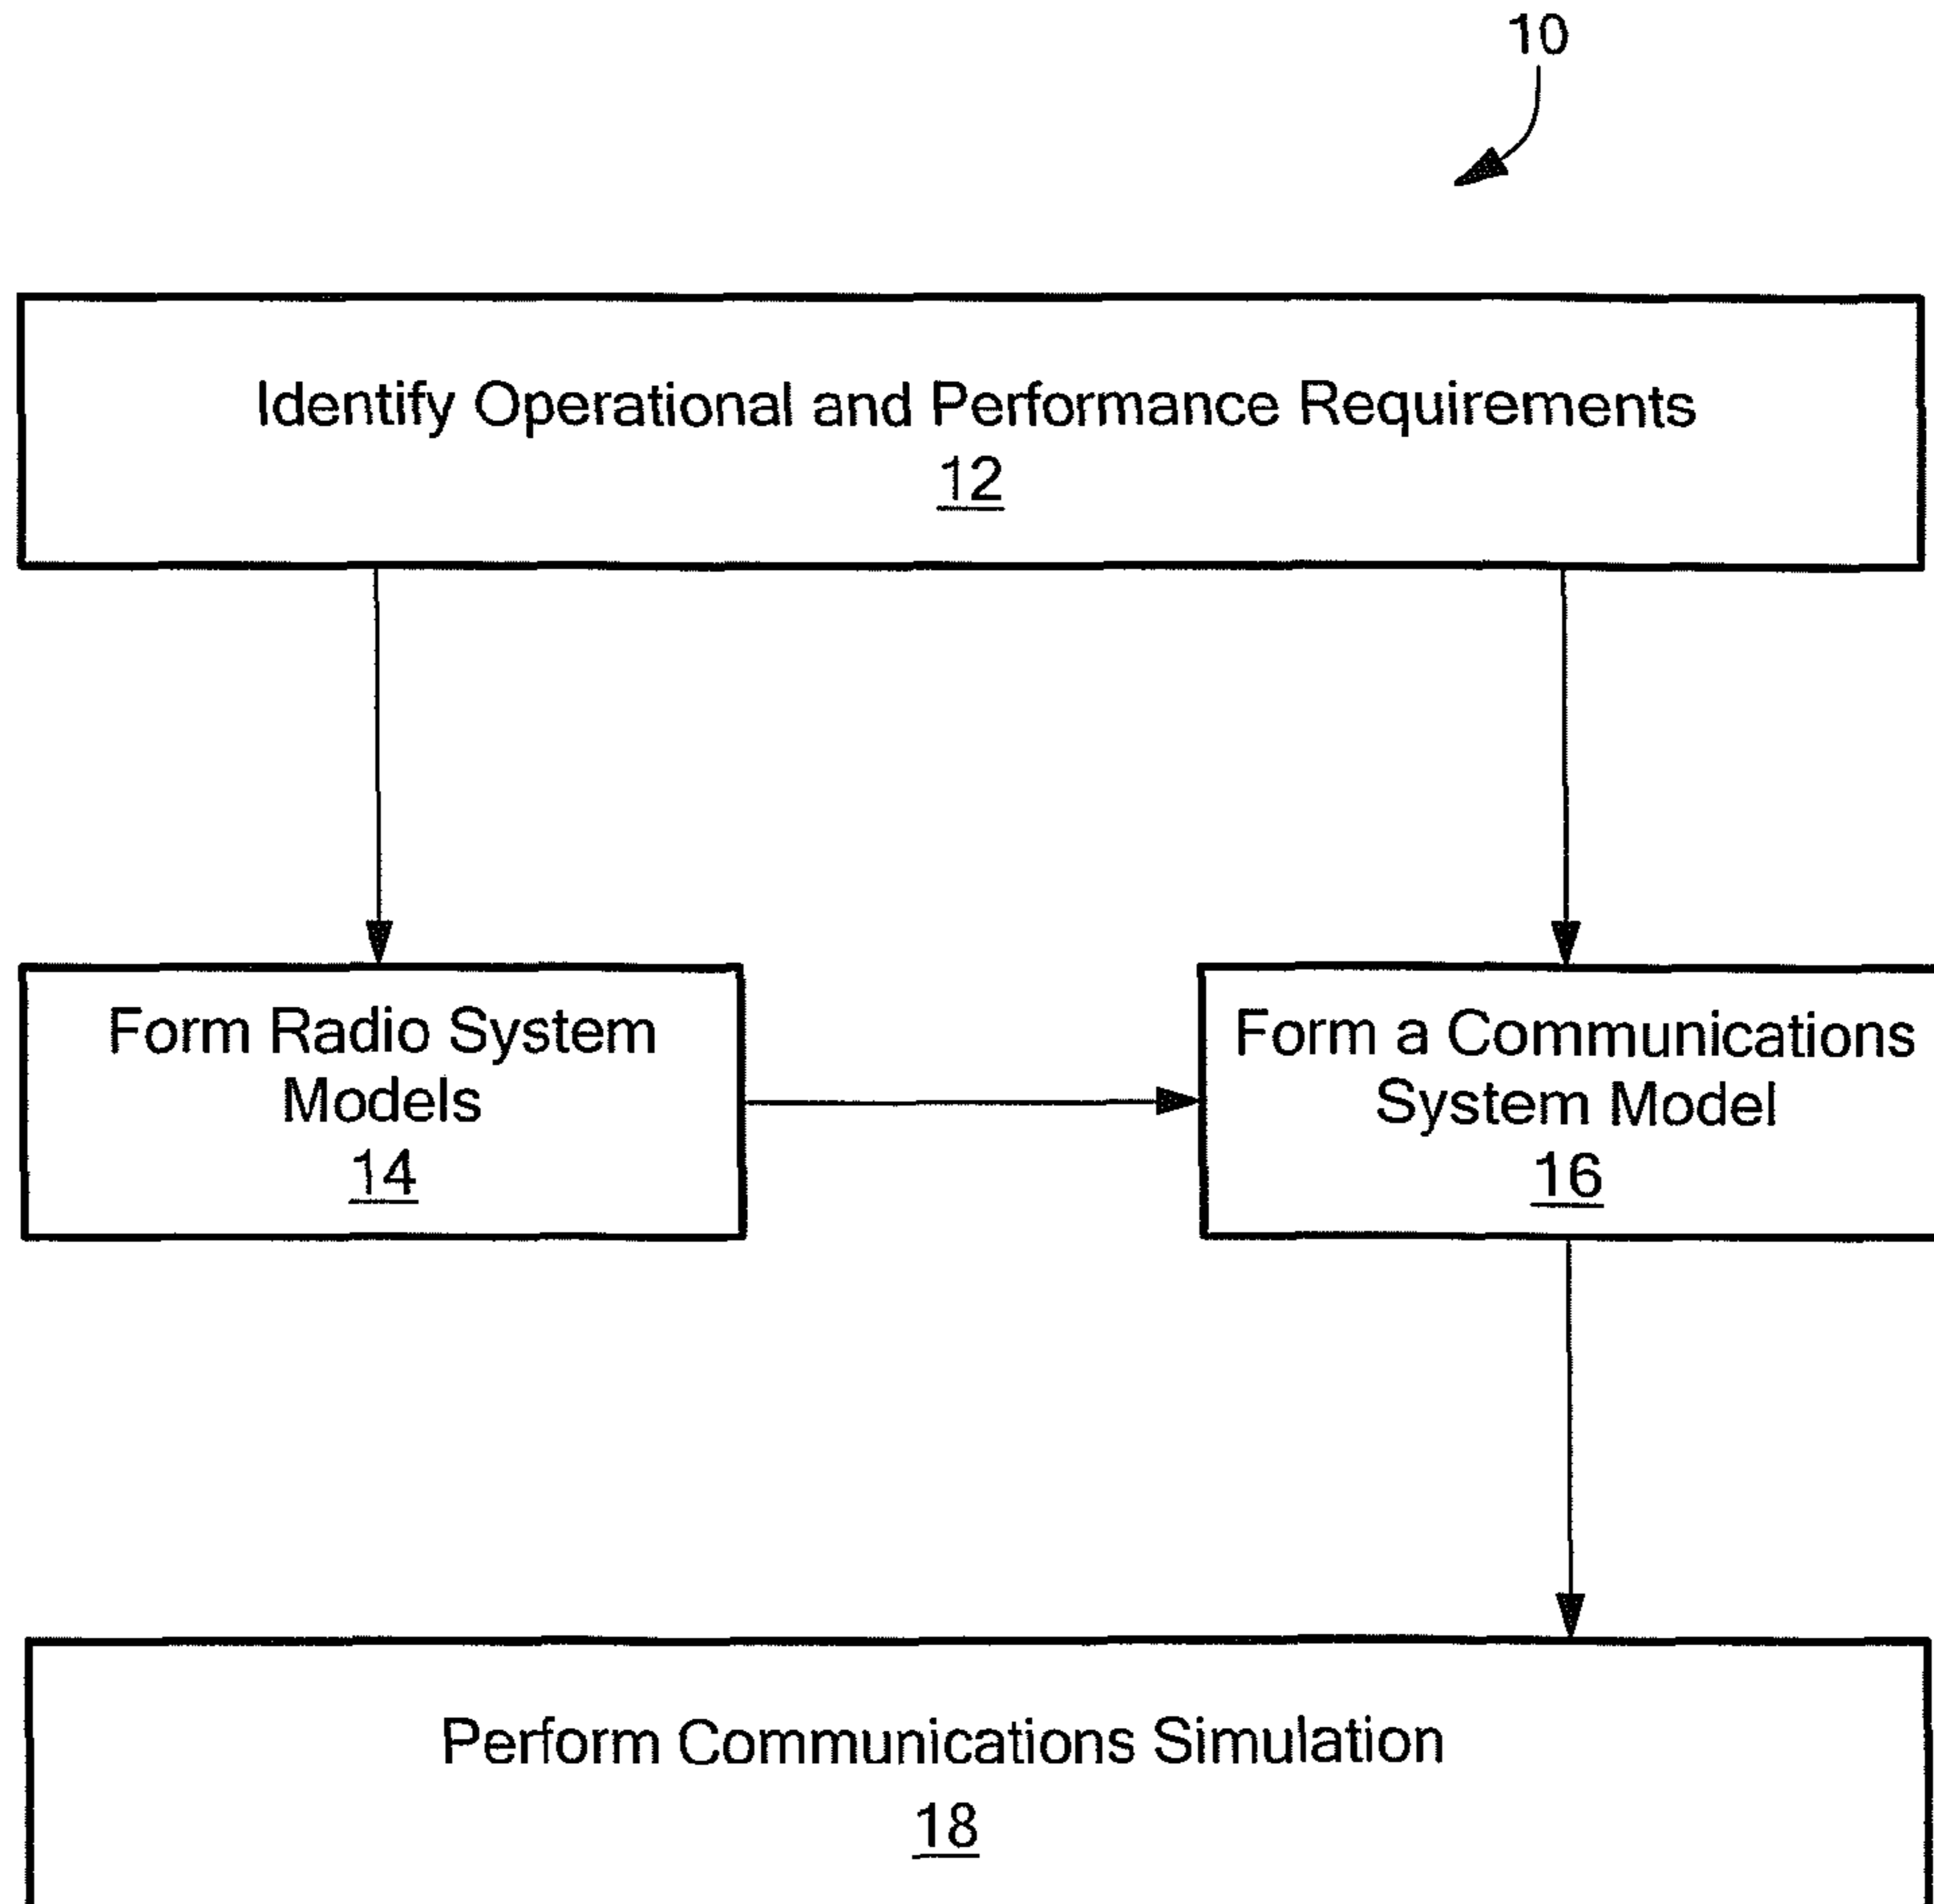 10
Identify Operational and Performance Requirements
12
Form Radio System
Models
14
Form a Communications
System Model
16
Perform Communications Simulation
18